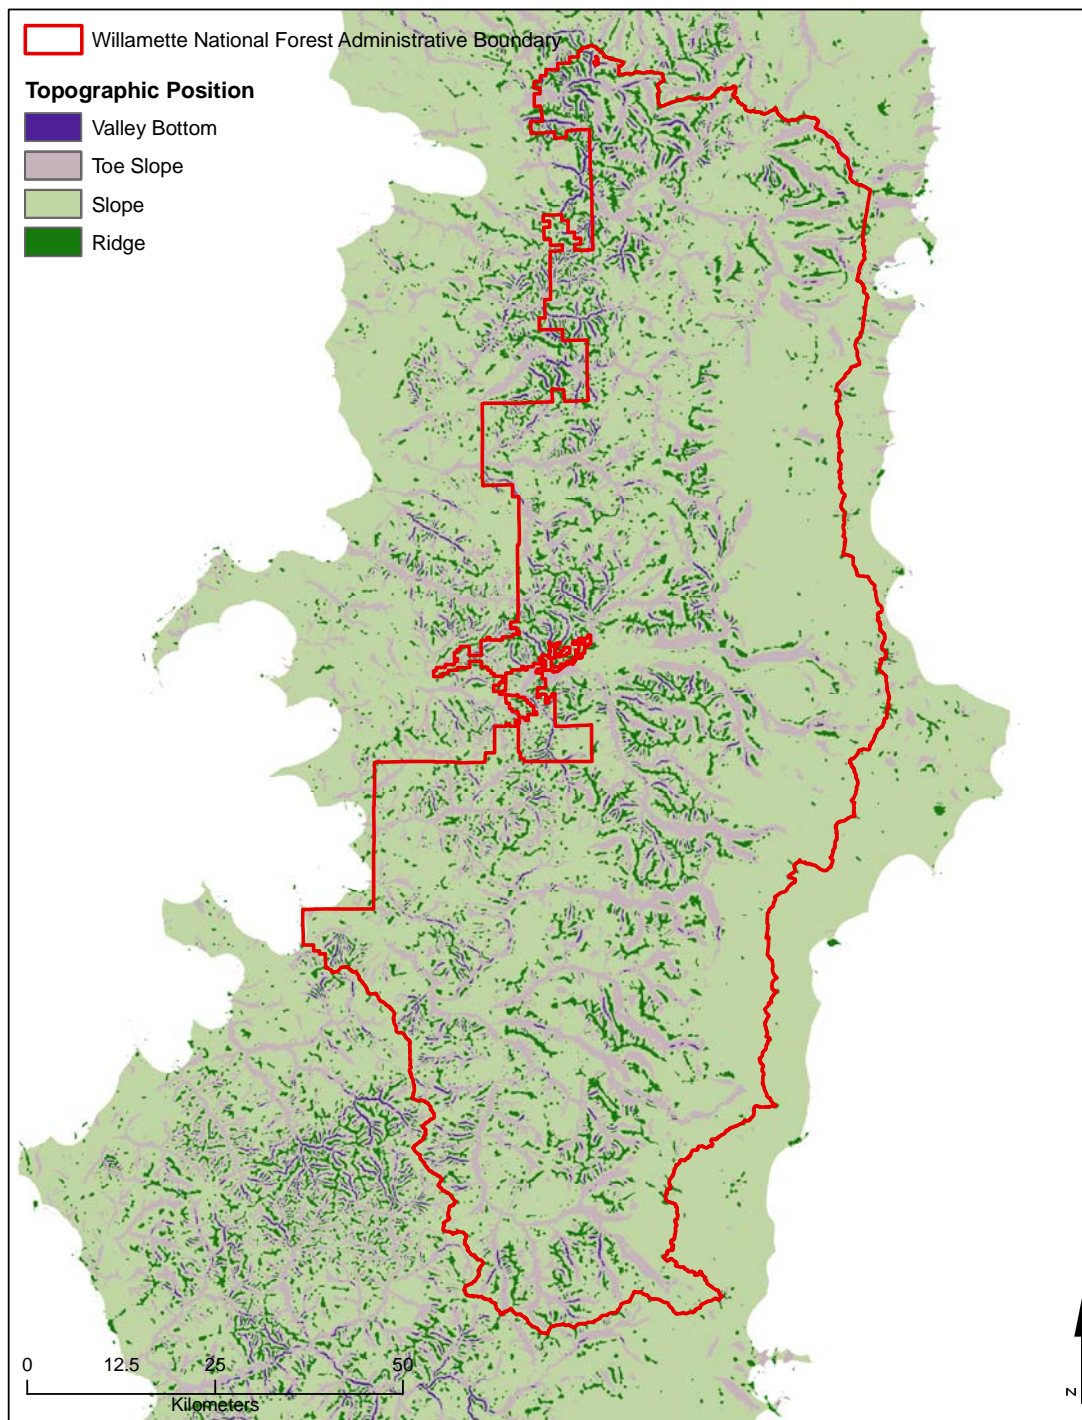 Willamette National Forest Administrative Boundary
Topographic Position
Valley Bottom
Toe Slope
Slope
Ridge
0 12.5 25 50
Kilometers
N